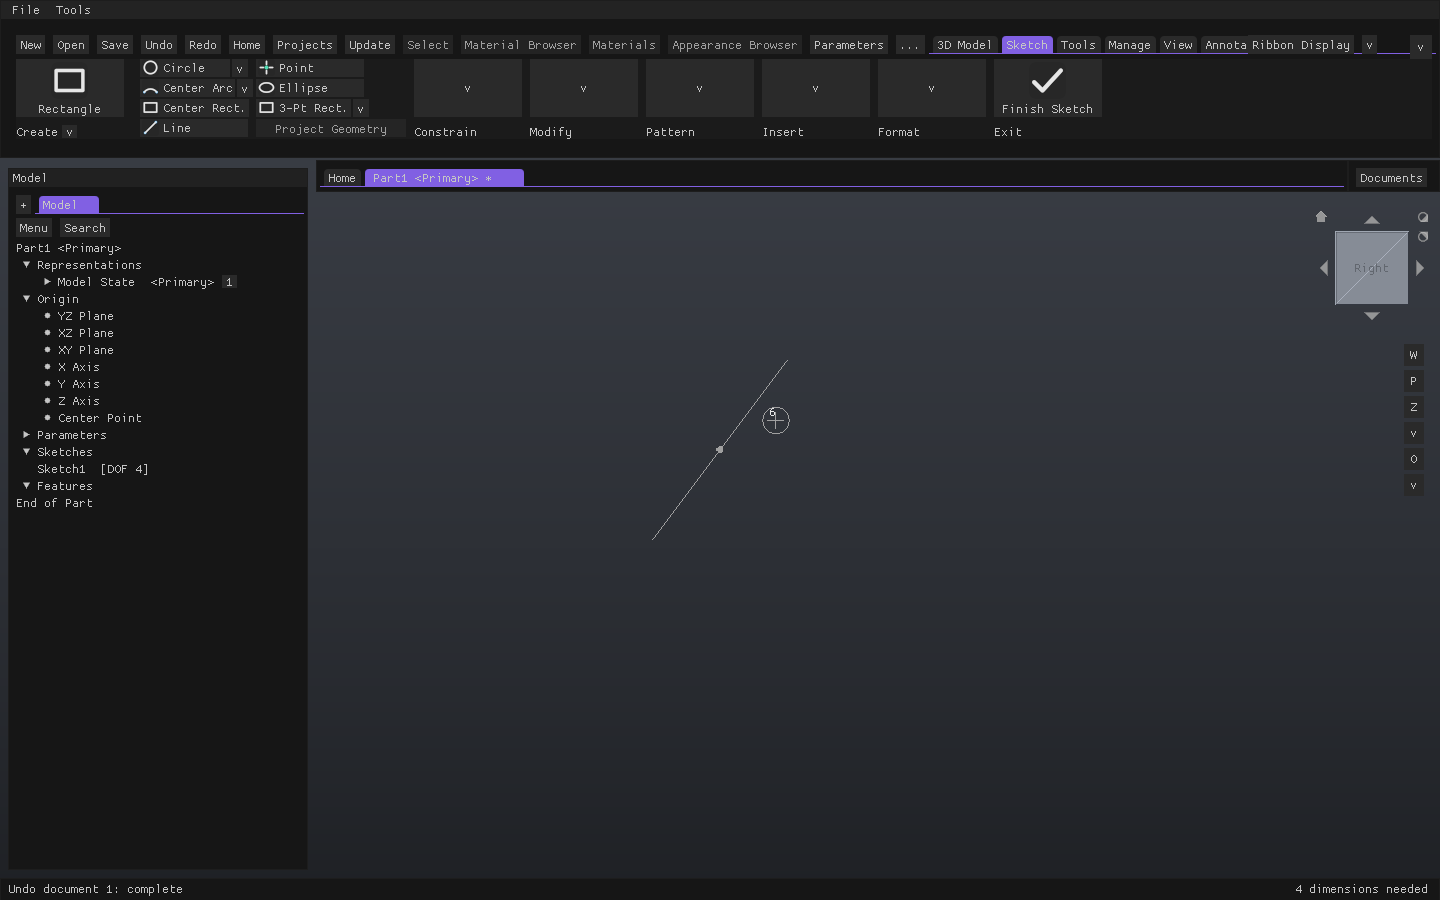 File Tools
New Open Save Undo Redo Home Projects Update Select Material Browser Materials Appearance Browser Parameters ... 3D Model Sketch Tools Manage View Annota Ribbon Display v v
Circle v Point
Center Arc v Ellipse v v v v v
Rectangle Center Rect. 3-Pt Rect. v Finish Sketch
Line Project Geometry
Create v Constrain Modify Pattern Insert Format Exit
Model
Home Part1 <Primary> * Documents
+ Model
Menu Search
Part1 <Primary>
Representations
Model State <Primary> 1
Origin
YZ Plane
XZ Plane
XY Plane
X Axis
Y Axis
Z Axis
Center Point
Parameters
Sketches
Sketch1 [DOF 4]
Features
End of Part
Right
W
P
Z
v
O
v
6
Undo document 1: complete
4 dimensions needed